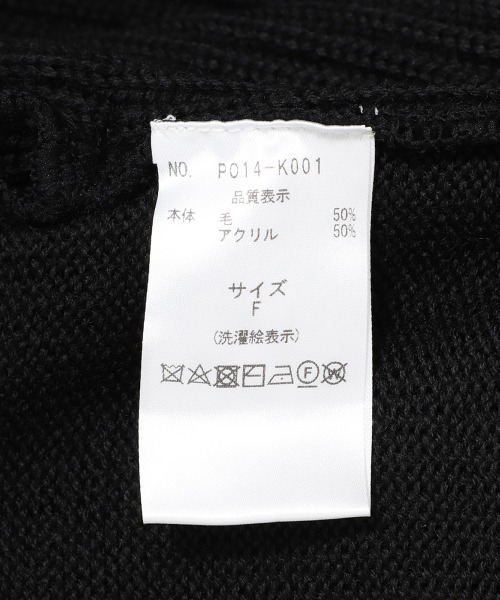 NO. PO14-K001
品質表示
本体 毛 50%
アクリル 50%
サイズ
F
(洗濯絵表示)
F W